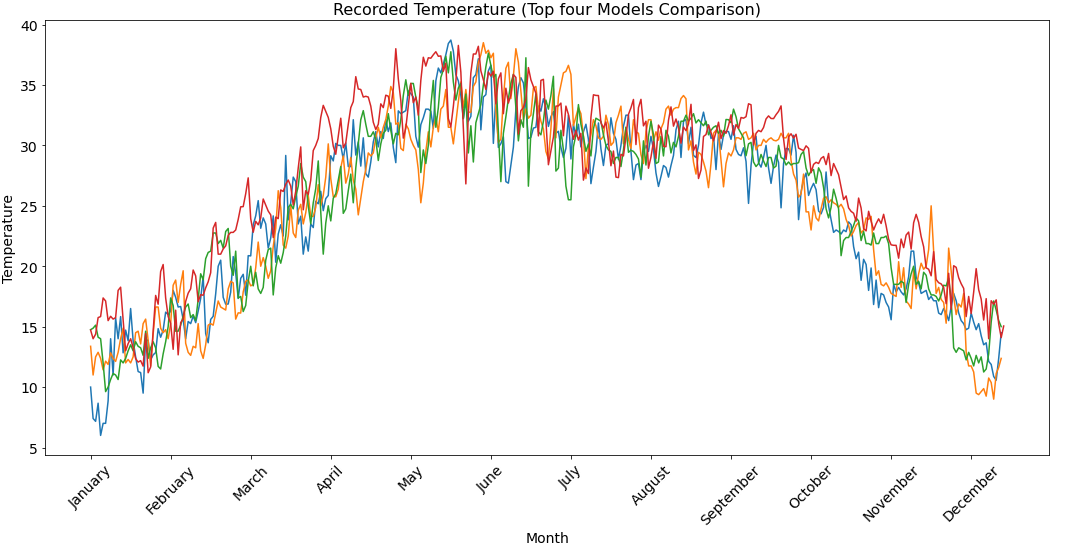 Recorded Temperature (Top four Models Comparison)
40
35
30
25
20
15
10
5
Temperature
January
February
March
April
May
June
July
August
September
October
November
December
Month